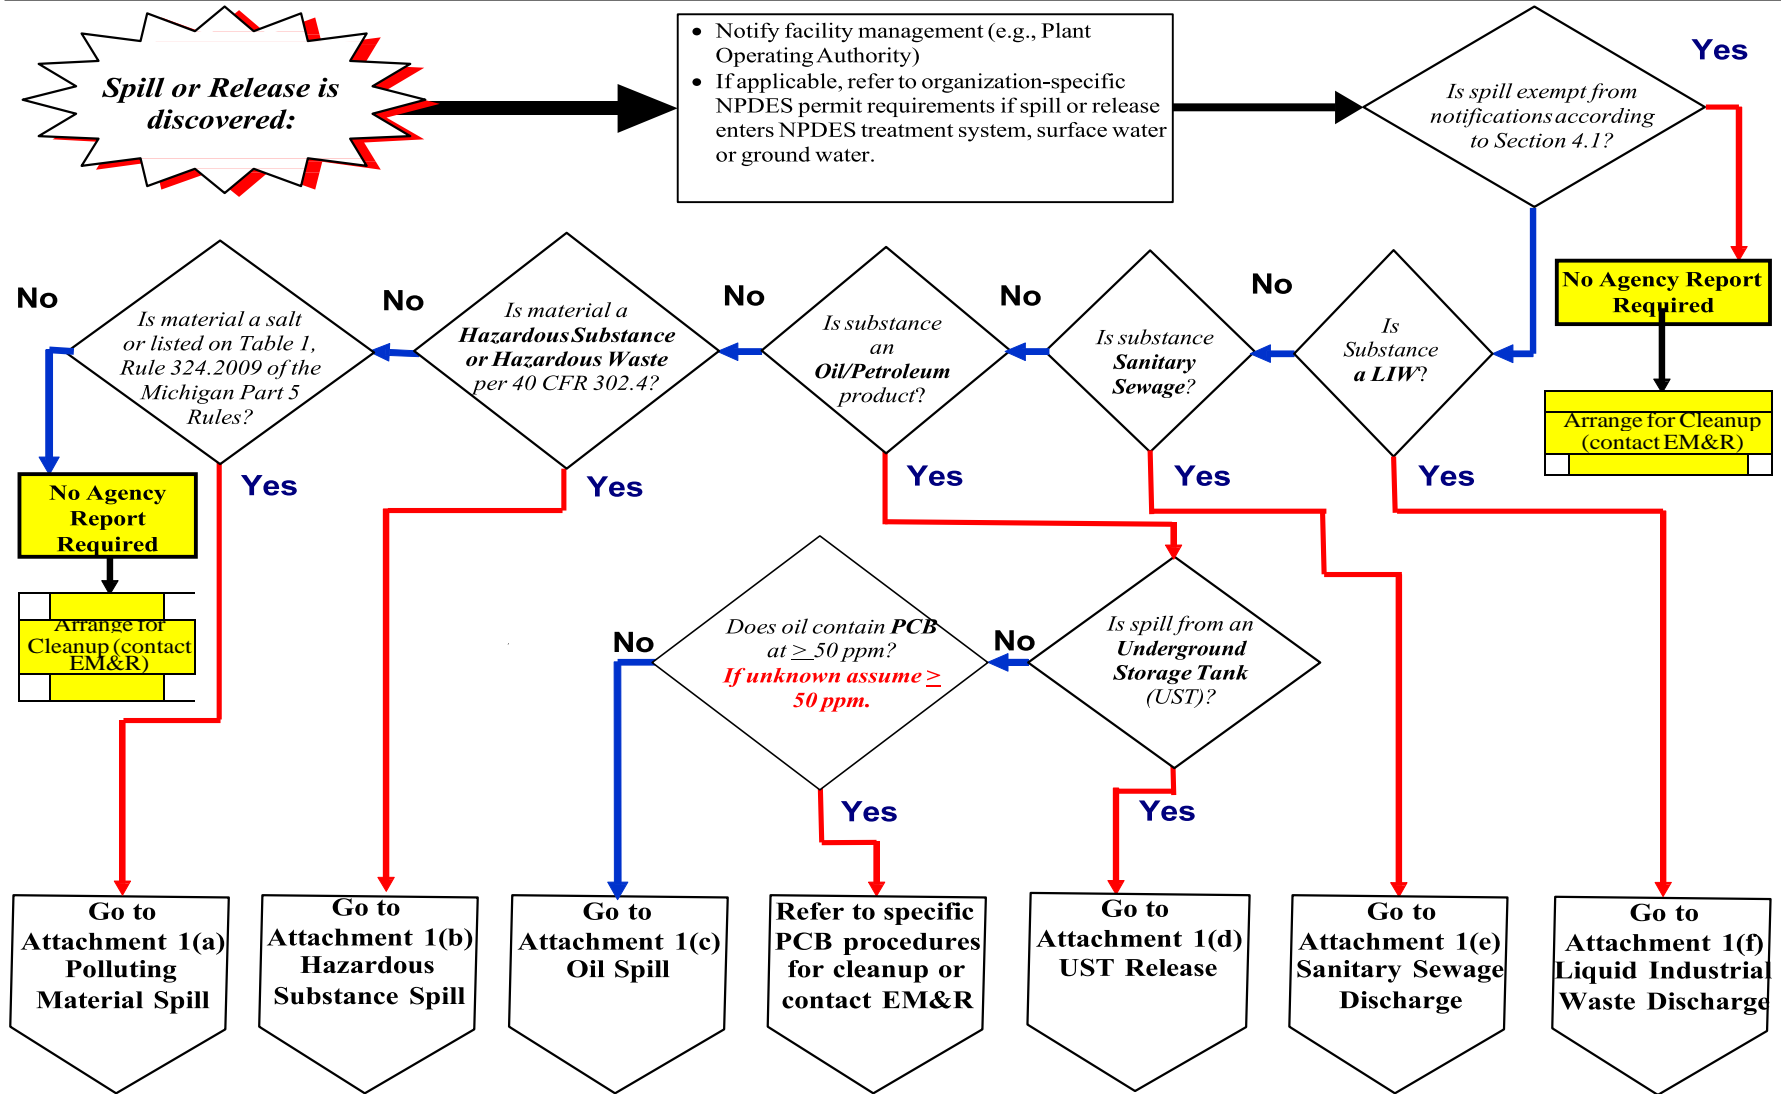 Spill or Release is
discovered:
• Notify facility management (e.g., Plant
Operating Authority)
• If applicable, refer to organization-specific
NPDES permit requirements if spill or release
enters NPDES treatment system, surface water
or ground water.
Is spill exempt from
notifications according
to Section 4.1?
Yes
No Agency Report
Required
Arrange for Cleanup
(contact EM&R)
Is
Substance
a LIW?
No
Yes
Is substance
Sanitary
Sewage?
No
Yes
Is substance
an
Oil/Petroleum
product?
No
Yes
Is material a
Hazardous Substance
or Hazardous Waste
per 40 CFR 302.4?
No
Yes
Is material a salt
or listed on Table 1,
Rule 324.2009 of the
Michigan Part 5
Rules?
No
Yes
No Agency
Report
Required
Arrange for
Cleanup (contact
EM&R)
Is spill from an
Underground
Storage Tank
(UST)?
No
Yes
Does oil contain PCB
at ≥ 50 ppm?
If unknown assume ≥
50 ppm.
No
Yes
Go to
Attachment 1(a)
Polluting
Material Spill
Go to
Attachment 1(b)
Hazardous
Substance Spill
Go to
Attachment 1(c)
Oil Spill
Refer to specific
PCB procedures
for cleanup or
contact EM&R
Go to
Attachment 1(d)
UST Release
Go to
Attachment 1(e)
Sanitary Sewage
Discharge
Go to
Attachment 1(f)
Liquid Industrial
Waste Discharge